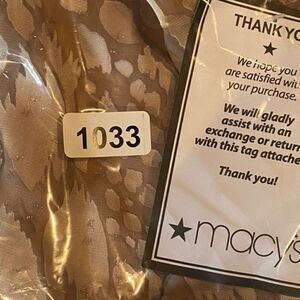 1033
THANK YO
★
We hope you
are satisfied with
your purchase.
We will gladly
assist with an
exchange or return
with this tag attache
Thank you!
★macy's